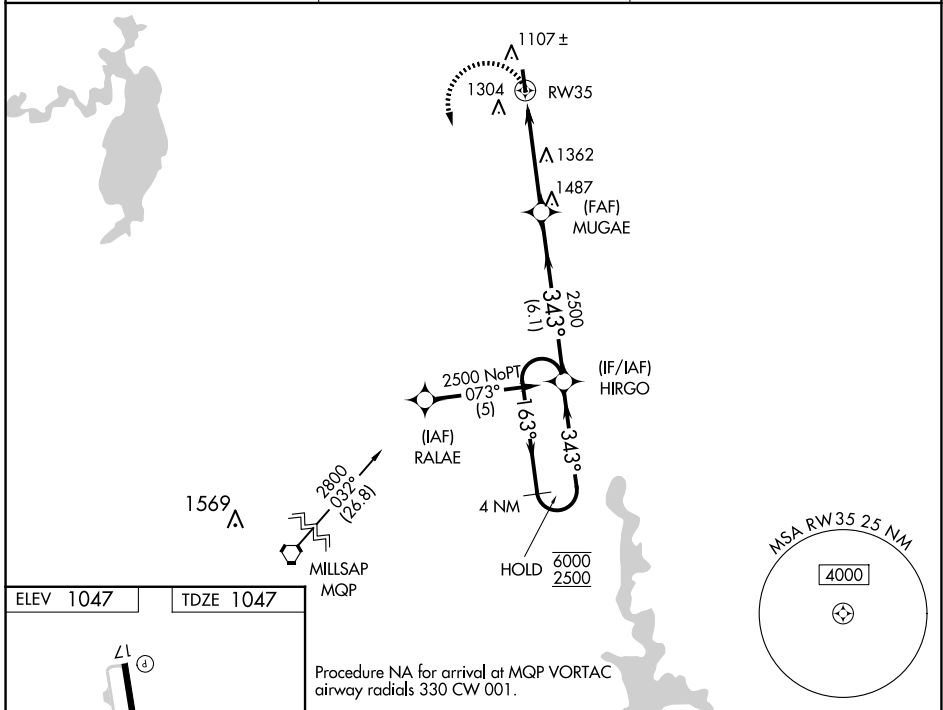 1107 ±
1304
RW35
1362
1487
(FAF)
MUGAE
2500
343°
(6.1)
(IF/IAF)
HIRGO
2500 NoPT
073°
(5)
(IAF)
RALAE
163°
343°
4 NM
HOLD
6000
2500
1569
2800
032°
(26.8)
MILLSAP
MQP
MSA RW35 25 NM
4000
ELEV 1047
TDZE 1047
17
P
Procedure NA for arrival at MQP VORTAC
airway radials 330 CW 001.